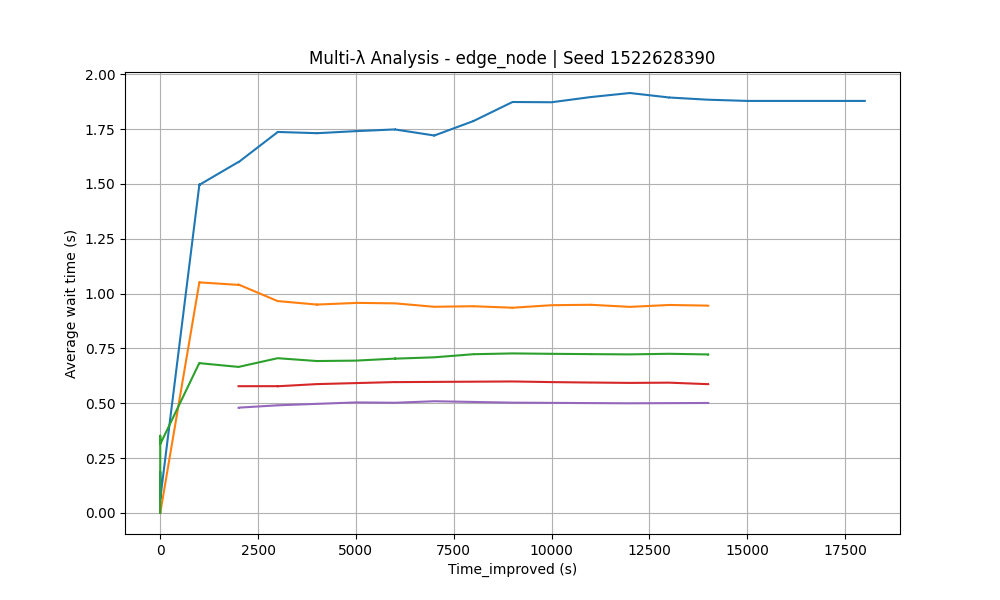 Multi-λ Analysis - edge_node | Seed 1522628390
Average wait time (s)
2.00
1.75
1.50
1.25
1.00
0.75
0.50
0.25
0.00
0 2500 5000 7500 10000 12500 15000 17500
Time_improved (s)